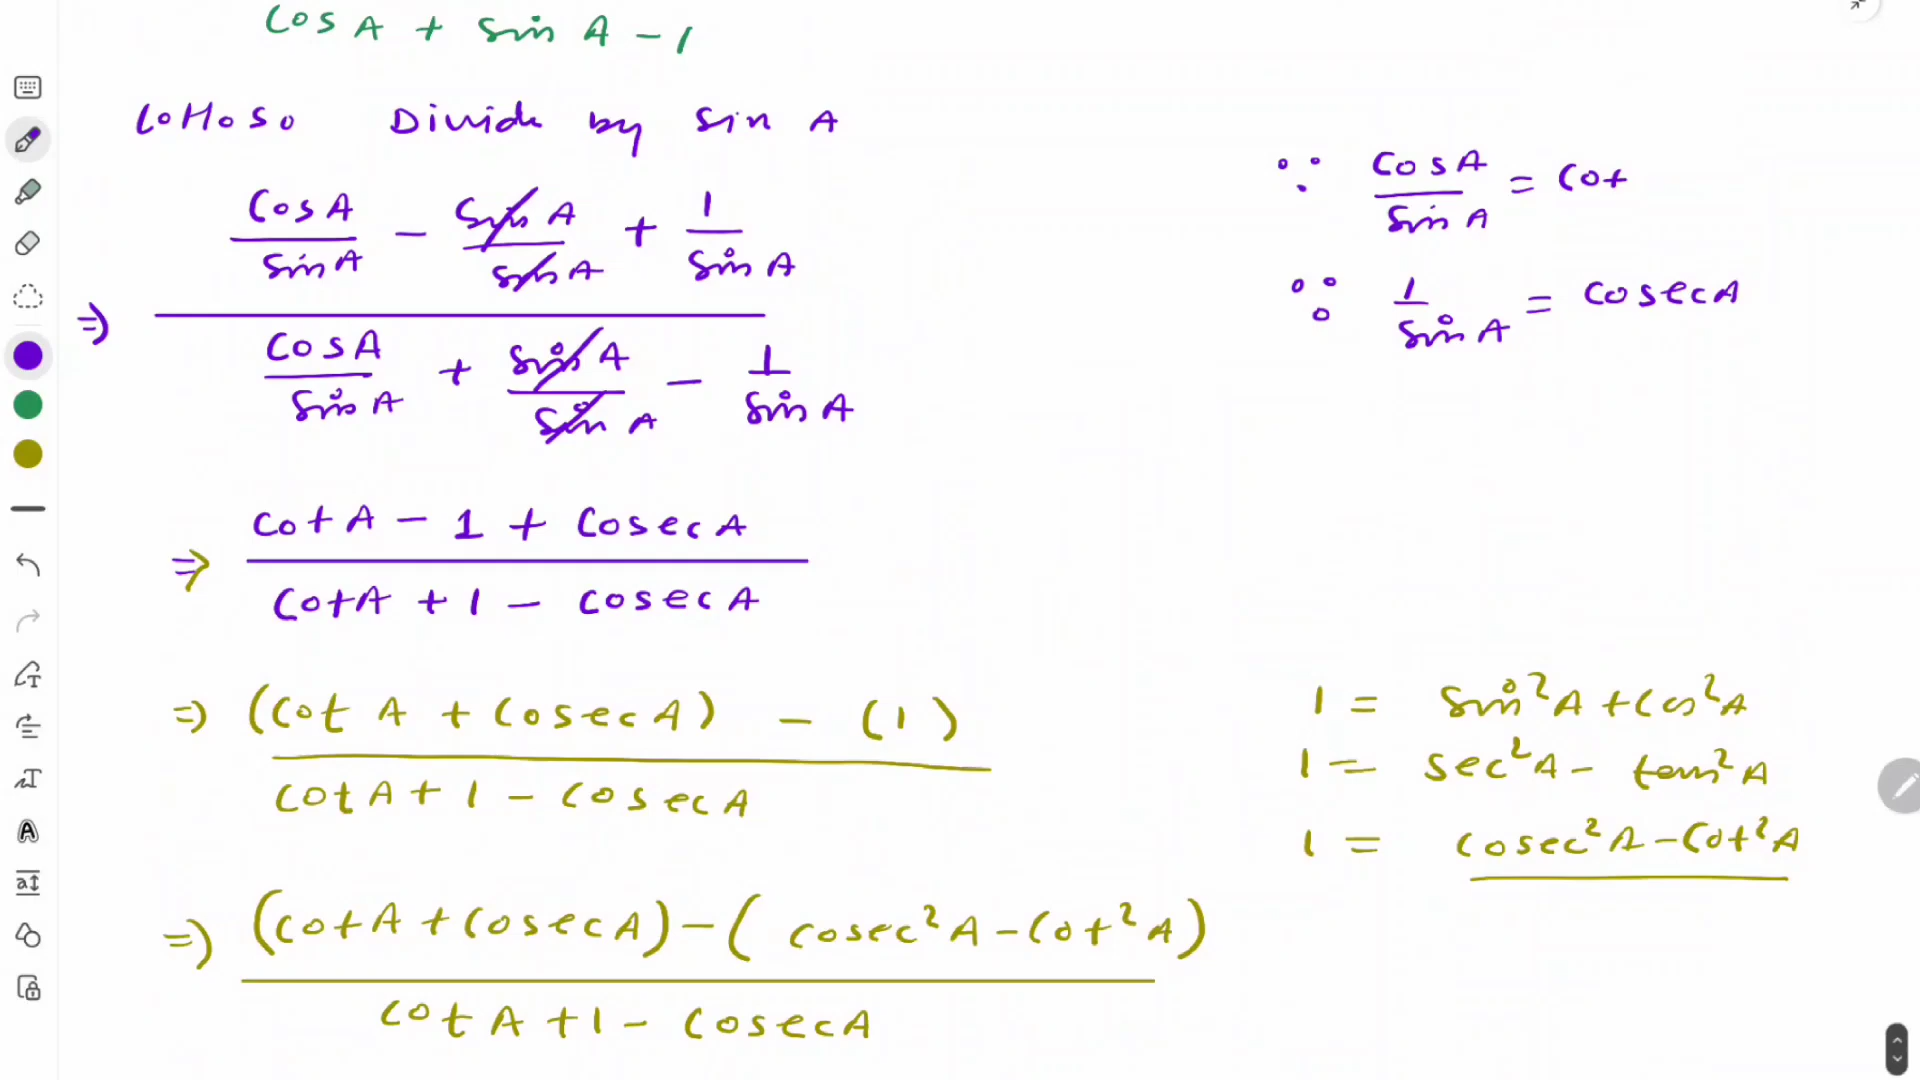 cos A + sin A - 1
L.H.S. Divide by sin A
cos A / sin A - sin A / sin A + 1 / sin A
=> ____
cos A / sin A + sin A / sin A - 1 / sin A
∵ cos A / sin A = cot
∵ 1 / sin A = cosec A
=> cot A - 1 + cosec A
cot A + 1 - cosec A
=> (cot A + cosec A) - (1)
cot A + 1 - cosec A
1 = sin²A + cos²A
1 = sec²A - tan²A
1 = cosec²A - cot²A
=> (cot A + cosec A) - (cosec²A - cot²A)
cot A + 1 - cosec A